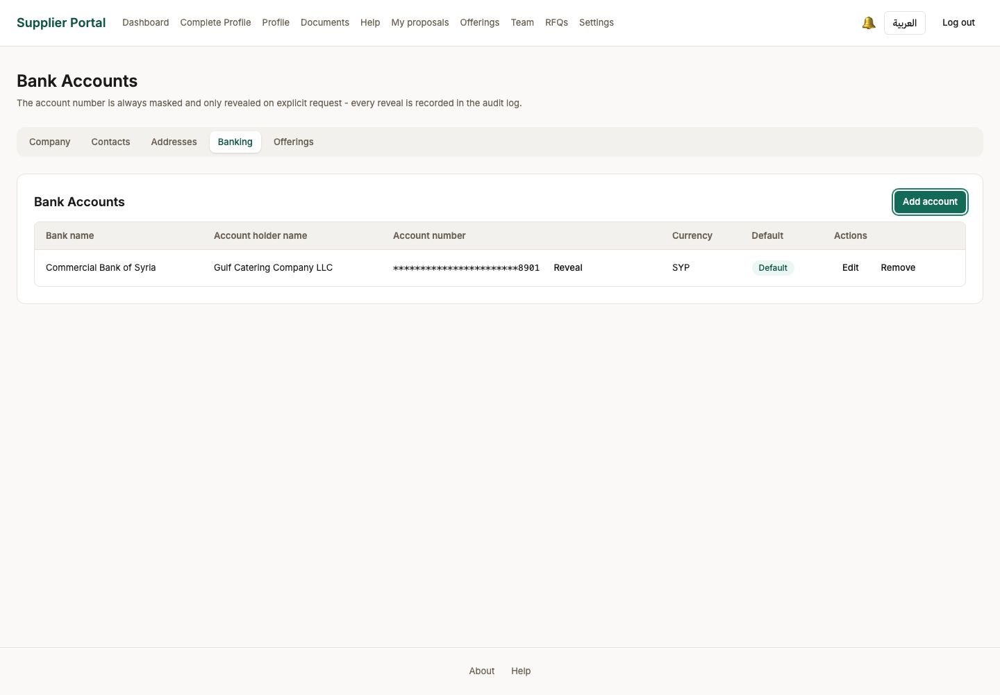 Supplier Portal Dashboard Complete Profile Profile Documents Help My proposals Offerings Team RFQs Settings العربية Log out
Bank Accounts
The account number is always masked and only revealed on explicit request - every reveal is recorded in the audit log.
Company Contacts Addresses Banking Offerings
Bank Accounts Add account
Bank name Account holder name Account number Currency Default Actions
Commercial Bank of Syria Gulf Catering Company LLC ***********************8901 Reveal SYP Default Edit Remove
About Help